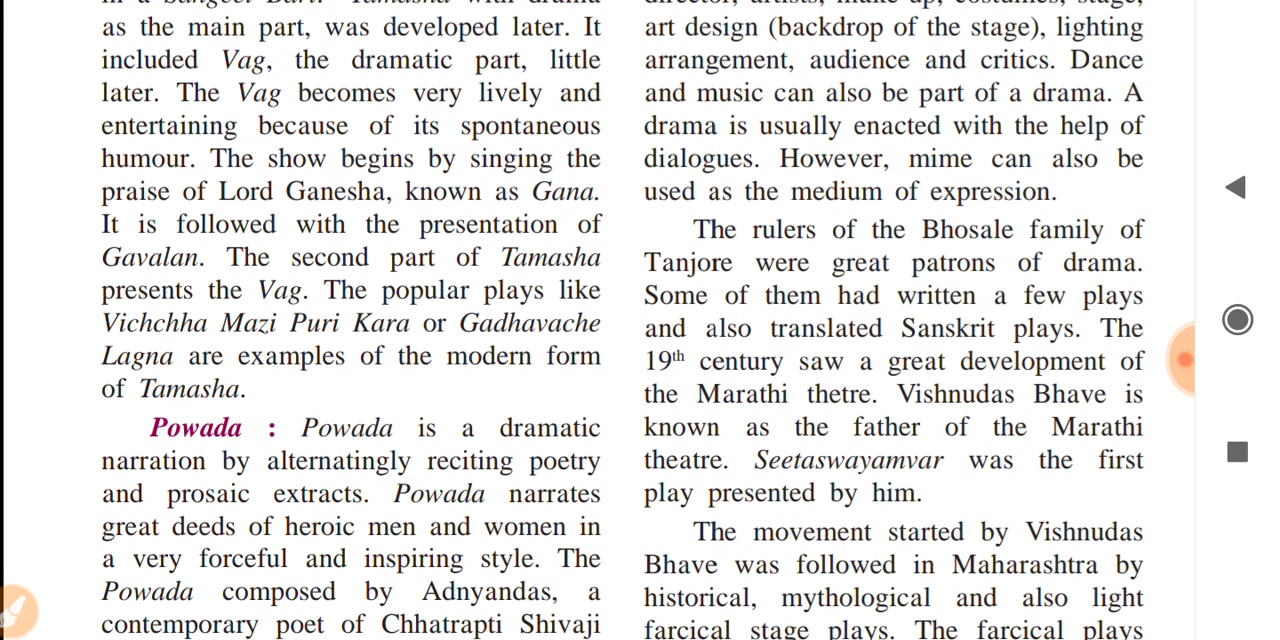 in a Sangeet Bari. Tamasha with drama
as the main part, was developed later. It
included Vag, the dramatic part, little
later. The Vag becomes very lively and
entertaining because of its spontaneous
humour. The show begins by singing the
praise of Lord Ganesha, known as Gana.
It is followed with the presentation of
Gavalan. The second part of Tamasha
presents the Vag. The popular plays like
Vichchha Mazi Puri Kara or Gadhavache
Lagna are examples of the modern form
of Tamasha.
Powada : Powada is a dramatic
narration by alternatingly reciting poetry
and prosaic extracts. Powada narrates
great deeds of heroic men and women in
a very forceful and inspiring style. The
Powada composed by Adnyandas, a
contemporary poet of Chhatrapti Shivaji
director, artists, make-up, costumes, stage,
art design (backdrop of the stage), lighting
arrangement, audience and critics. Dance
and music can also be part of a drama. A
drama is usually enacted with the help of
dialogues. However, mime can also be
used as the medium of expression.
The rulers of the Bhosale family of
Tanjore were great patrons of drama.
Some of them had written a few plays
and also translated Sanskrit plays. The
19th century saw a great development of
the Marathi thetre. Vishnudas Bhave is
known as the father of the Marathi
theatre. Seetaswayamvar was the first
play presented by him.
The movement started by Vishnudas
Bhave was followed in Maharashtra by
historical, mythological and also light
farcical stage plays. The farcical plays